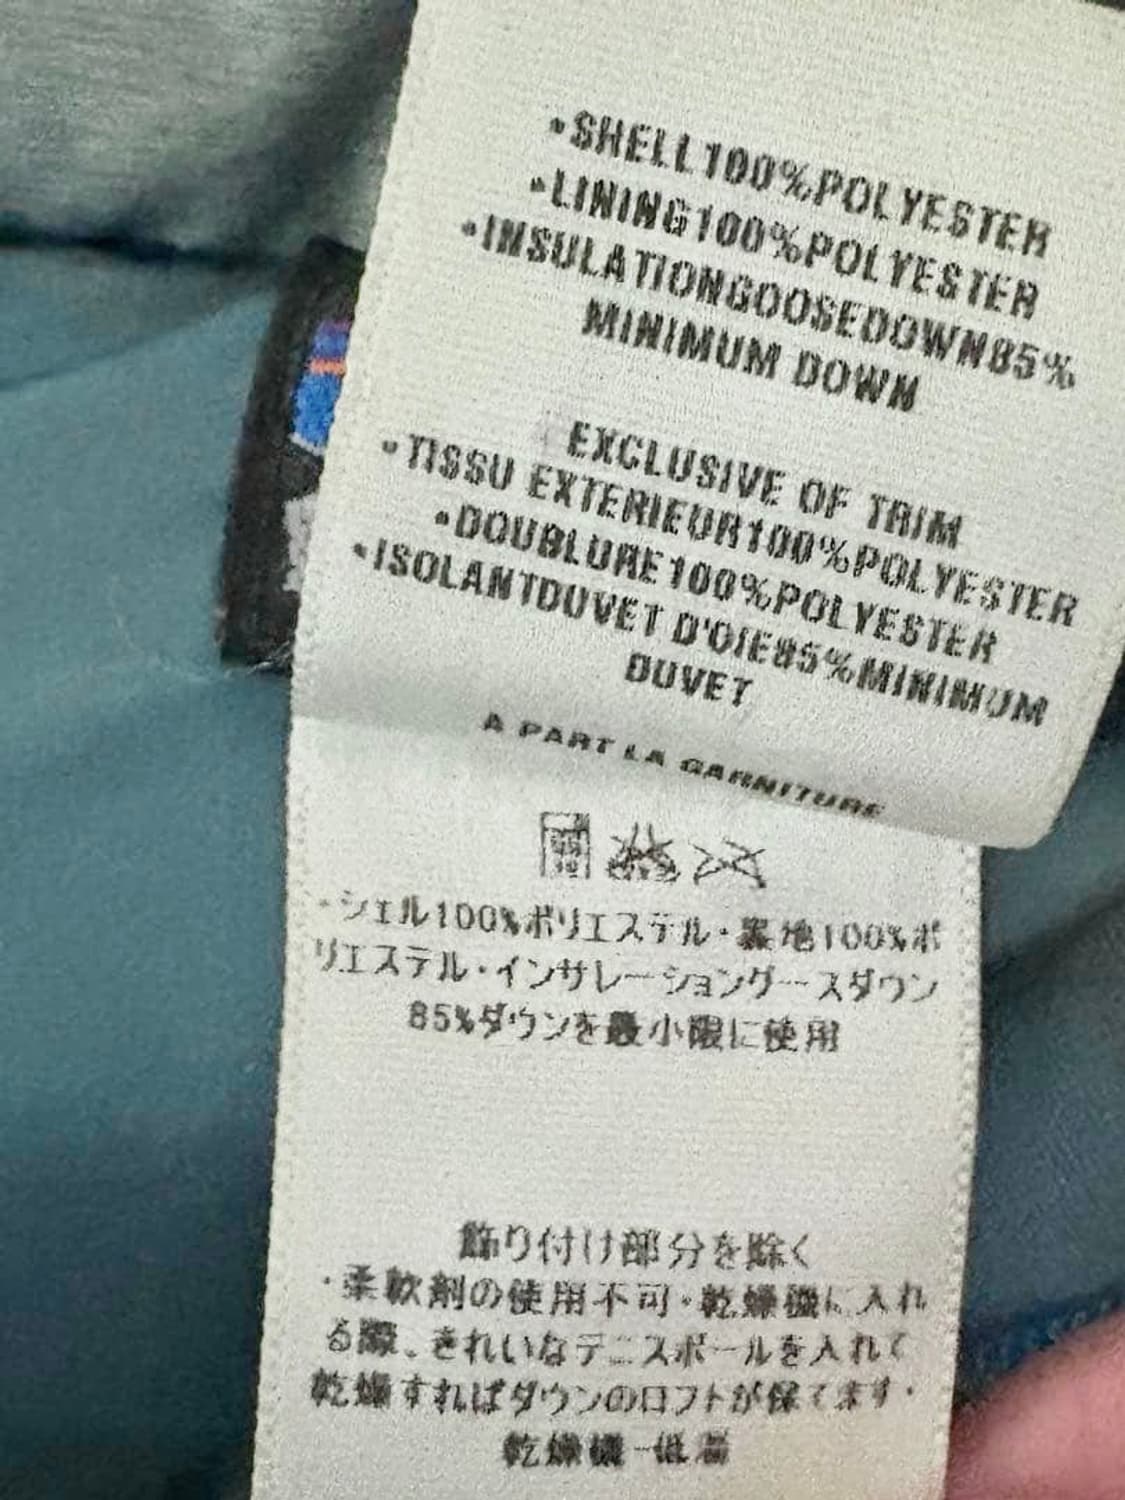 •SHELL100%POLYESTER
•LINING100%POLYESTER
•INSULATIONGOOSEDOWN85%
MINIMUM DOWN
EXCLUSIVE OF TRIM
•TISSU EXTERIEUR100%POLYESTER
•DOUBLURE100%POLYESTER
•ISOLANTDUVET D'OIE85%MINIMUM
DUVET
A PART LA GARNITURE
・シェル100%ポリエステル・裏地100%ポ
リエステル・インサレーショングースダウン
85%ダウンを最小限に使用
飾り付け部分を除く
・柔軟剤の使用不可・乾燥機に入れ
る際、きれいなテニスボールを入れて
乾燥すればダウンのロフトが保てます・
乾燥機-低温